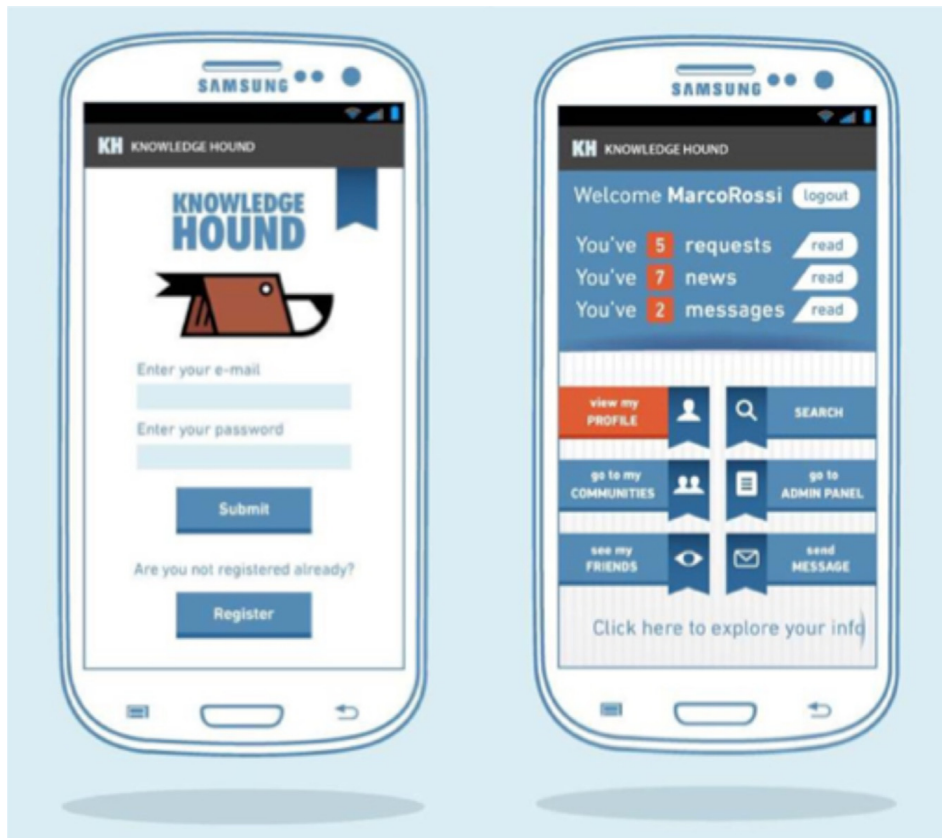 SAMSUNG
KH KNOWLEDGE HOUND
KNOWLEDGE
HOUND
Enter your e-mail
Enter your password
Submit
Are you not registered already?
Register
SAMSUNG
KH KNOWLEDGE HOUND
Welcome MarcoRossi logout
You've 5 requests read
You've 7 news read
You've 2 messages read
view my
PROFILE
SEARCH
go to my
COMMUNITIES
go to
ADMIN PANEL
see my
FRIENDS
send
MESSAGE
Click here to explore your info